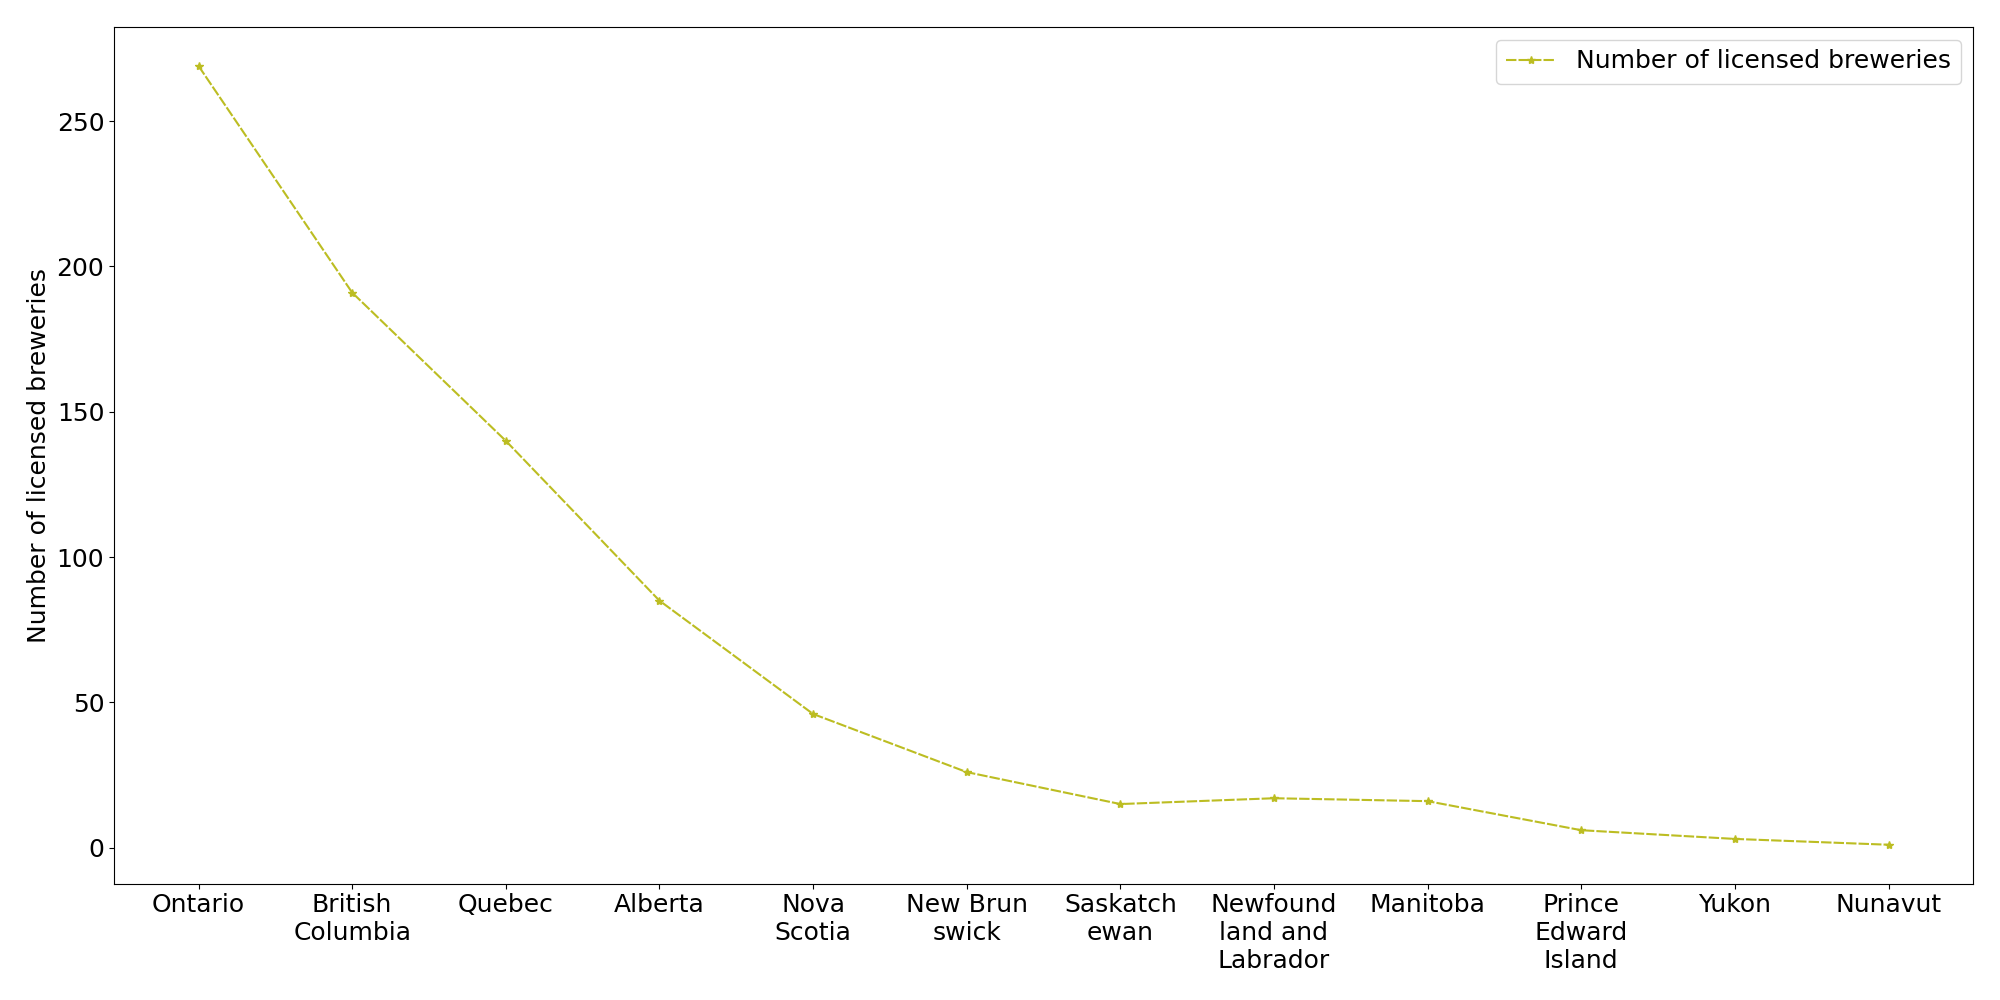 Number of licensed breweries
Number of licensed breweries
250
200
150
100
50
0
Ontario
British
Columbia
Quebec
Alberta
Nova
Scotia
New Brun
swick
Saskatch
ewan
Newfound
land and
Labrador
Manitoba
Prince
Edward
Island
Yukon
Nunavut